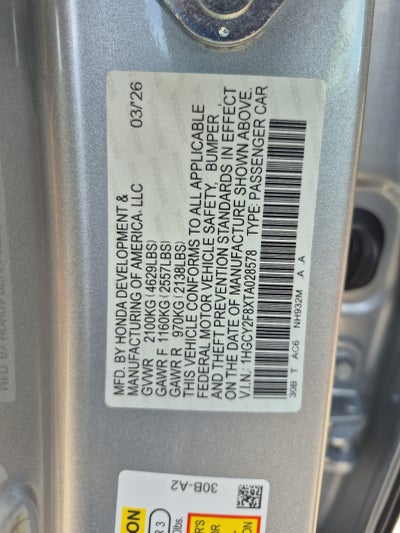 MFD. BY HONDA DEVELOPMENT & 03/'26
MANUFACTURING OF AMERICA. LLC
GVWR 2100KG (4629LBS)
GAWR F 1160KG (2557LBS)
GAWR R 970KG (2138LBS)
THIS VEHICLE CONFORMS TO ALL APPLICABLE
FEDERAL MOTOR VEHICLE SAFETY, BUMPER,
AND THEFT PREVENTION STANDARDS IN EFFECT
ON THE DATE OF MANUFACTURE SHOWN ABOVE.
V.I.N.: 1HGCY2F8XTA028578 TYPE: PASSENGER CAR
30B T AC6 NH932M A A
30B-A2